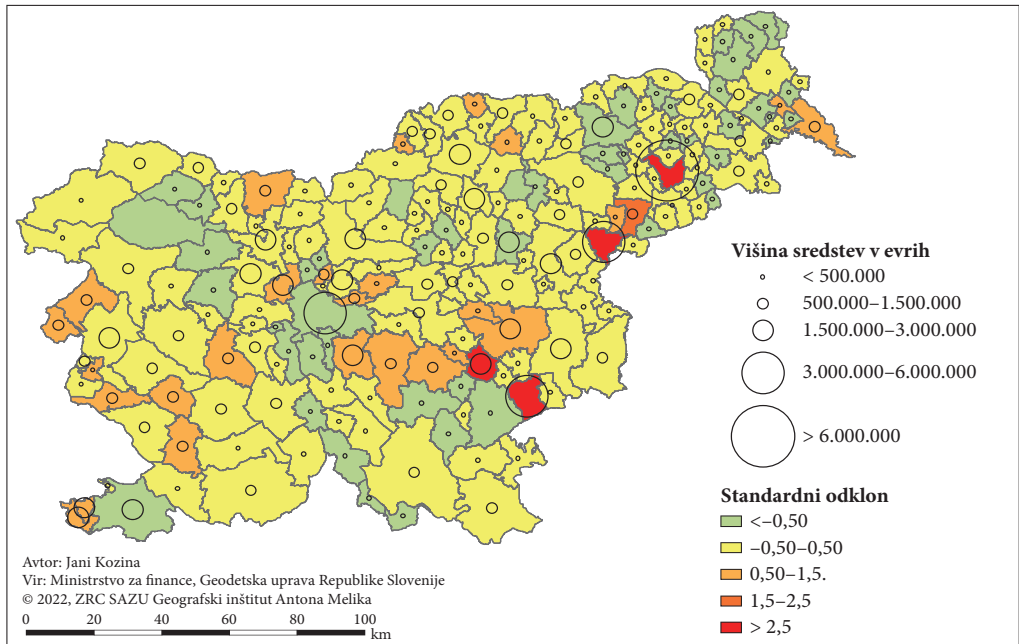 Višina sredstev v evrih
< 500.000
500.000–1.500.000
1.500.000–3.000.000
3.000.000–6.000.000
> 6.000.000
Standardni odklon
<–0,50
–0,50–0,50
0,50–1,5.
1,5–2,5
> 2,5
Avtor: Jani Kozina
Vir: Ministrstvo za finance, Geodetska uprava Republike Slovenije
© 2022, ZRC SAZU Geografski inštitut Antona Melika
0 20 40 60 80 100
km